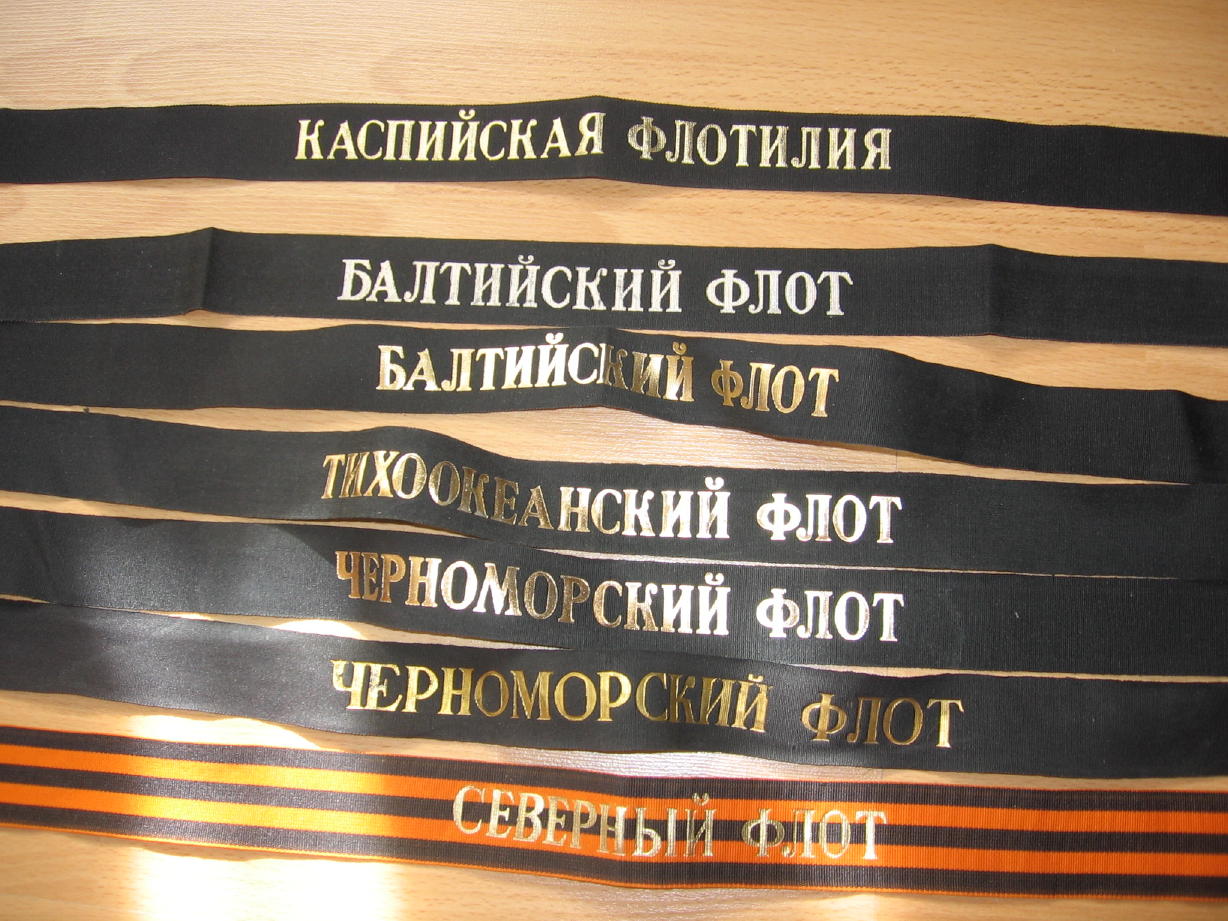 КАСПИЙСКАЯ ФЛОТИЛИЯ
БАЛТИЙСКИЙ ФЛОТ
БАЛТИЙСКИЙ ФЛОТ
ТИХООКЕАНСКИЙ ФЛОТ
ЧЕРНОМОРСКИЙ ФЛОТ
ЧЕРНОМОРСКИЙ ФЛОТ
СЕВЕРНЫЙ ФЛОТ